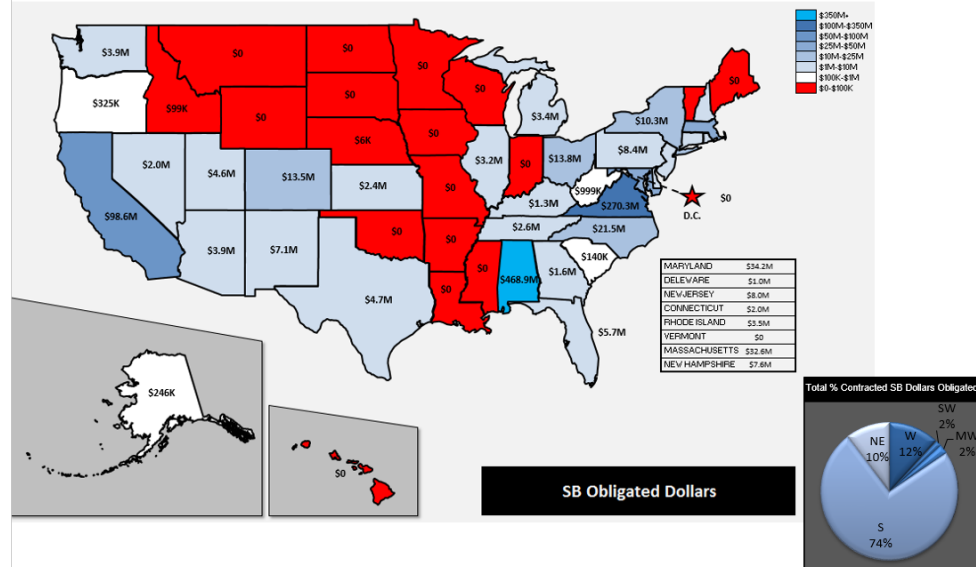 $350M+
$100M-$350M
$50M-$100M
$25M-$50M
$10M-$25M
$1M-$10M
$100K-$1M
$0-$100K
$3.9M
$0
$0
$0
$0
$0
$325K
$99K
$0
$0
$3.4M
$10.3M
$0
$6K
$0
$3.2M
$0
$13.8M
$8.4M
$2.0M
$4.6M
$13.5M
$2.4M
$0
$1.3M
$999K
$270.3M
$0
D.C.
$98.6M
$3.9M
$7.1M
$0
$0
$2.6M
$21.5M
$140K
$4.7M
$0
$0
$468.9M
$1.6M
$5.7M
MARYLAND $34.2M
DELEWARE $1.0M
NEWJERSEY $8.0M
CONNECTICUT $2.0M
RHODE ISLAND $3.5M
VERMONT $0
MASSACHUSETTS $32.6M
NEW HAMPSHIRE $7.6M
$246K
$0
SB Obligated Dollars
Total % Contracted SB Dollars Obligated
SW
2%
MW
2%
W
12%
NE
10%
S
74%